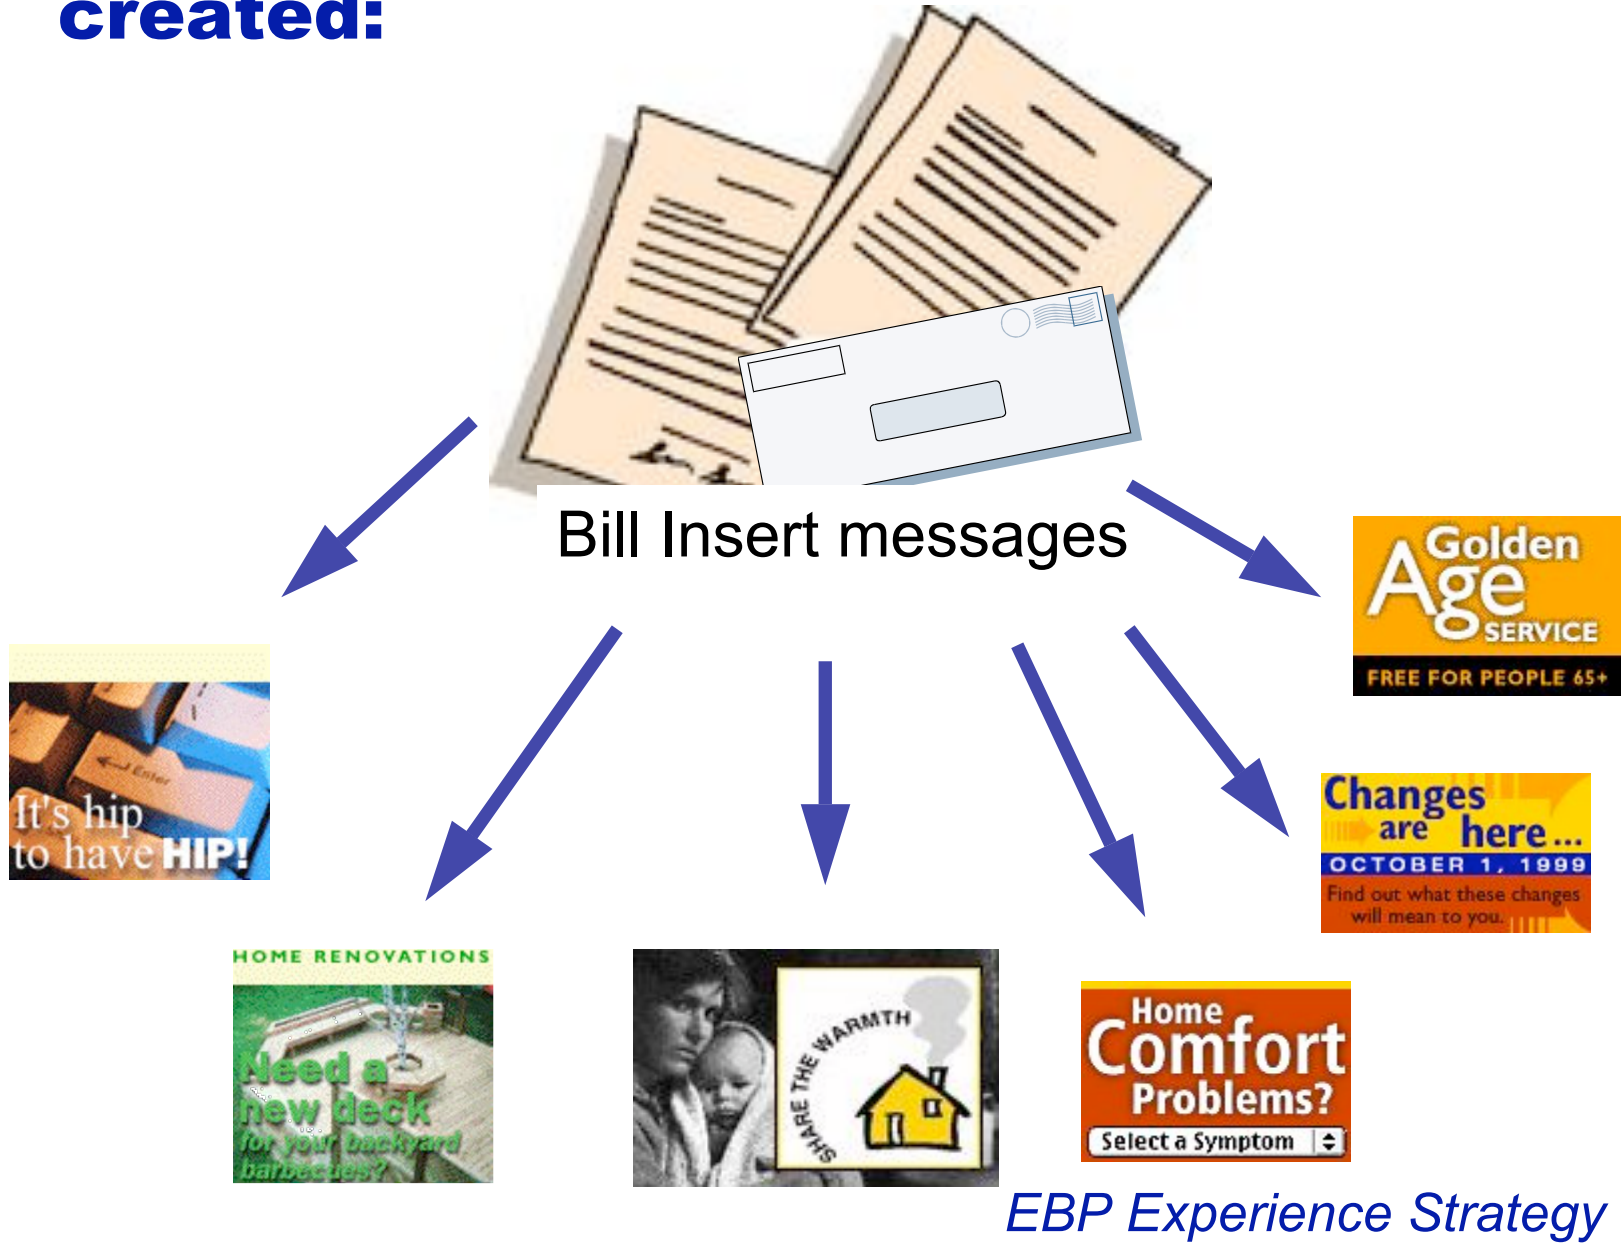 created:
Bill Insert messages
Golden
Age
SERVICE
FREE FOR PEOPLE 65+
Enter
It's hip
to have HIP!
Changes
are here...
OCTOBER 1, 1999
Find out what these changes
will mean to you.
HOME RENOVATIONS
Need a
new deck
for your backyard
barbecues?
SHARE THE WARMTH
Home
Comfort
Problems?
Select a Symptom
EBP Experience Strategy